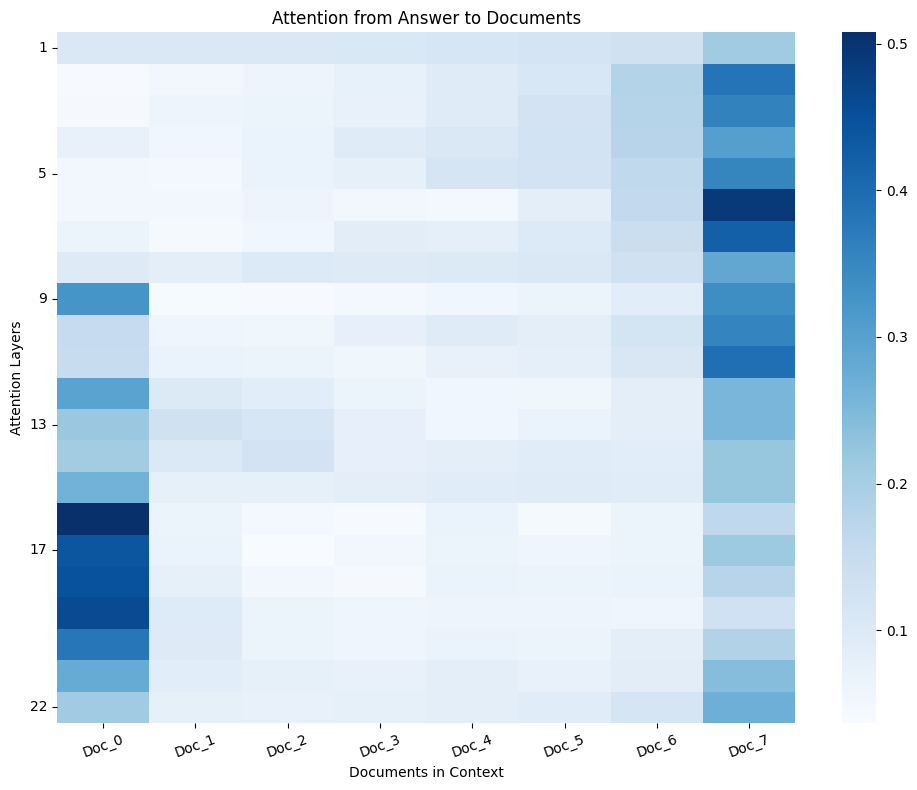 Attention from Answer to Documents
1
5
9
13
17
22
Attention Layers
Doc_0 Doc_1 Doc_2 Doc_3 Doc_4 Doc_5 Doc_6 Doc_7
Documents in Context
0.5
0.4
0.3
0.2
0.1